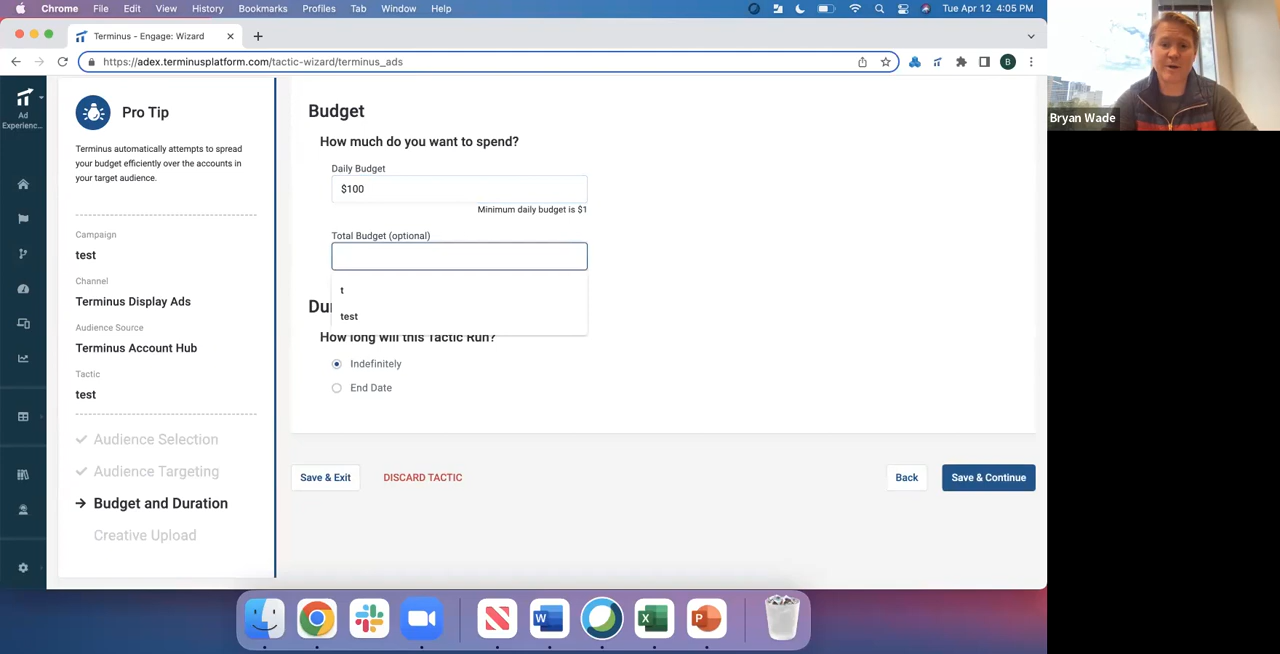 Chrome File Edit View History Bookmarks Profiles Tab Window Help Tue Apr 12 4:05 PM
Terminus - Engage: Wizard
https://adex.terminusplatform.com/tactic-wizard/terminus_ads
B
Bryan Wade
Ad
Experienc...
Pro Tip
Terminus automatically attempts to spread
your budget efficiently over the accounts in
your target audience.
Campaign
test
Channel
Terminus Display Ads
Audience Source
Terminus Account Hub
Tactic
test
Audience Selection
Audience Targeting
Budget and Duration
Creative Upload
Budget
How much do you want to spend?
Daily Budget
$100
Minimum daily budget is $1
Total Budget (optional)
t
test
Du
How long will this Tactic Run?
Indefinitely
End Date
Save & Exit
DISCARD TACTIC
Back
Save & Continue
W
X
P